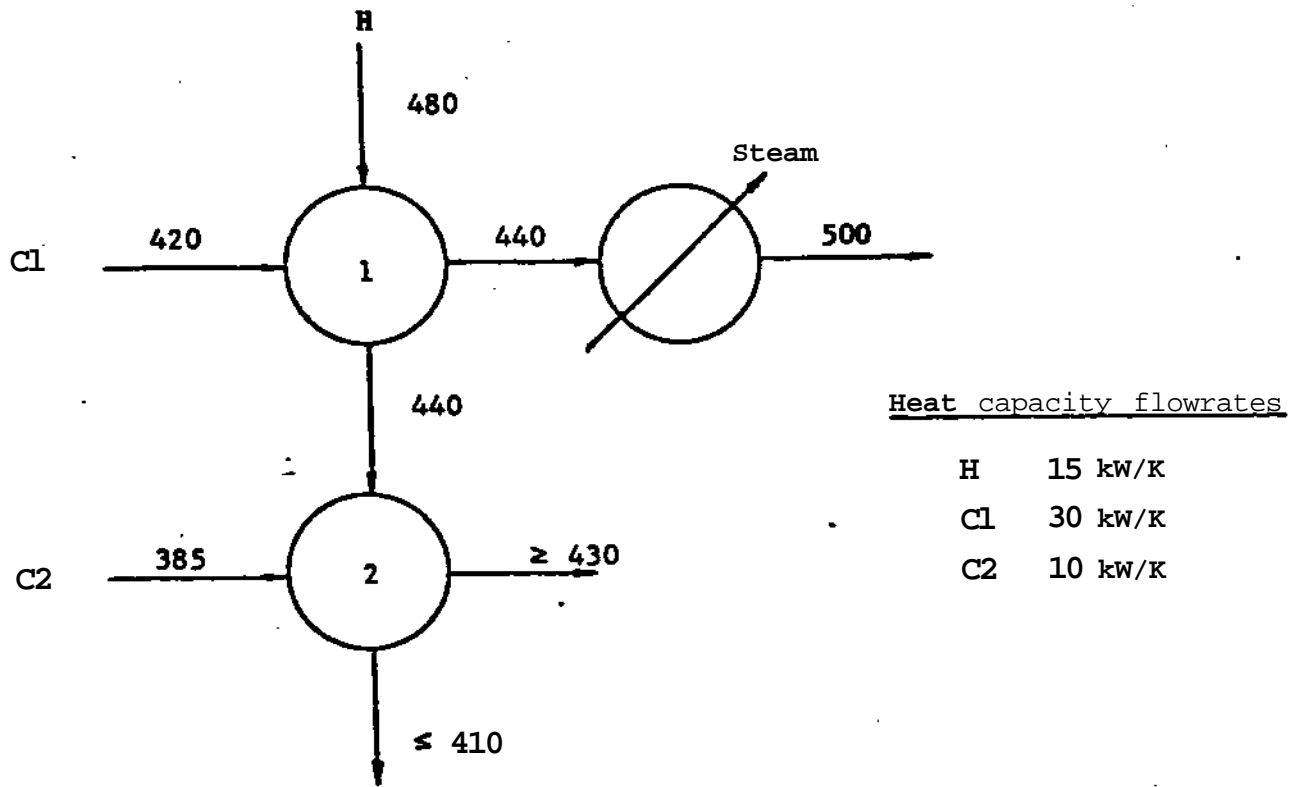 H
480
Steam
420
440
500
C1
1
440
Heat capacity flowrates
H 15 kW/K
C1 30 kW/K
385
≥ 430
C2
2
C2 10 kW/K
≤ 410